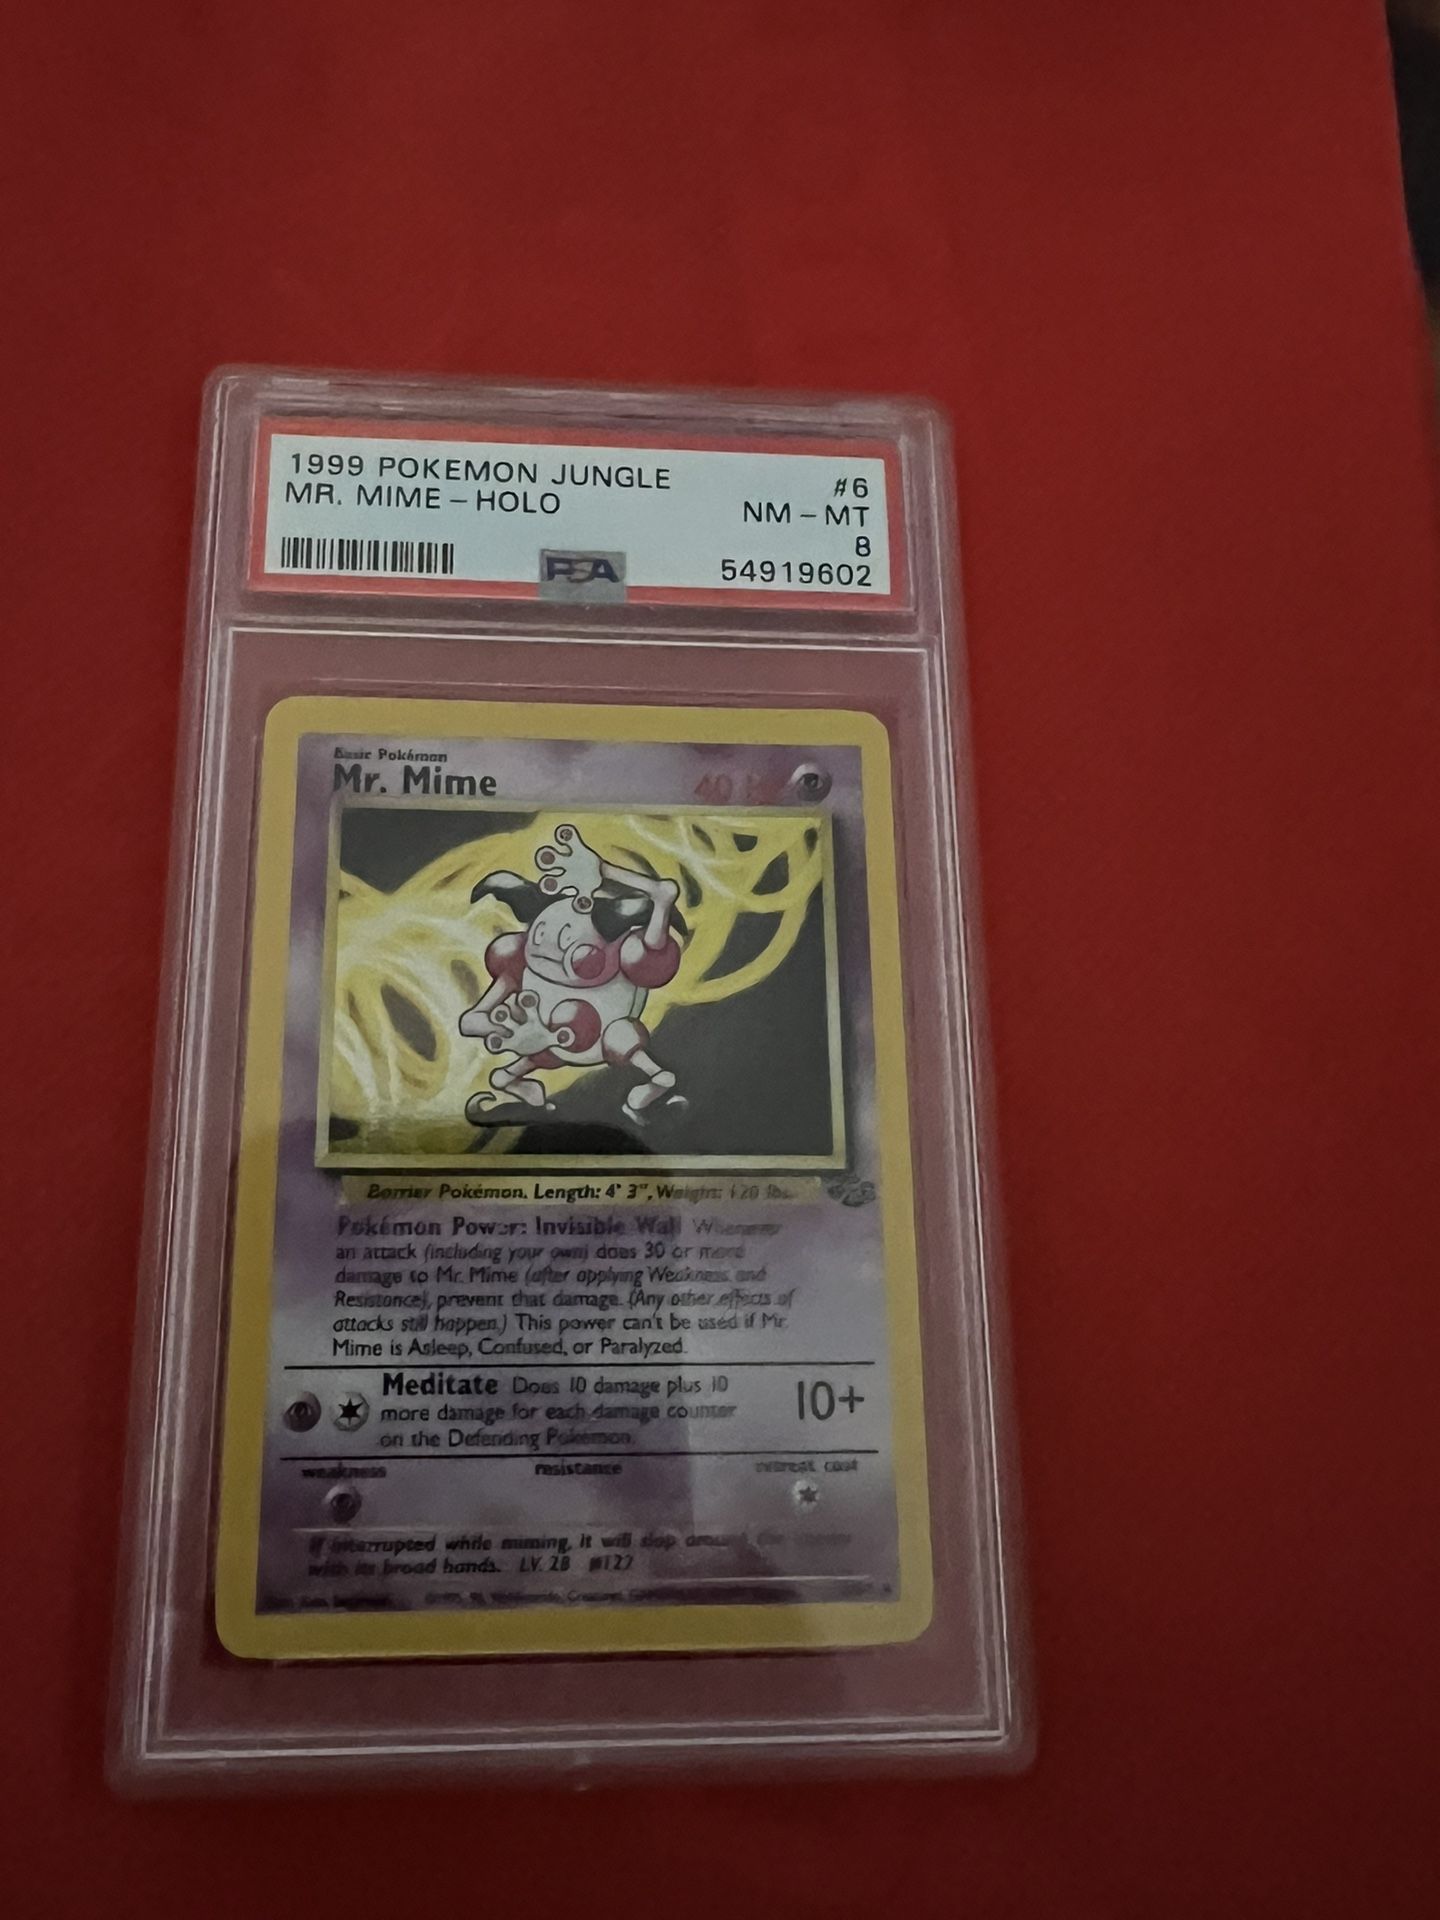 1999 POKEMON JUNGLE #6
MR. MIME – HOLO NM – MT
8
PSA 54919602
Basic Pokémon
Mr. Mime 40
Barrier Pokémon. Length: 4' 3", Weight: 120 lbs.
Pokémon Power: Invisible Wall Whenever
an attack (including your own) does 30 or more
damage to Mr. Mime (after applying Weakness and
Resistance), prevent that damage. (Any other effects of
attacks still happen.) This power can't be used if Mr.
Mime is Asleep, Confused, or Paralyzed.
Meditate Does 10 damage plus 10
more damage for each damage counter
on the Defending Pokémon.
10+
weakness resistance retreat cost
If interrupted while miming, it will slap around the
with its broad hands. LV. 28 #122